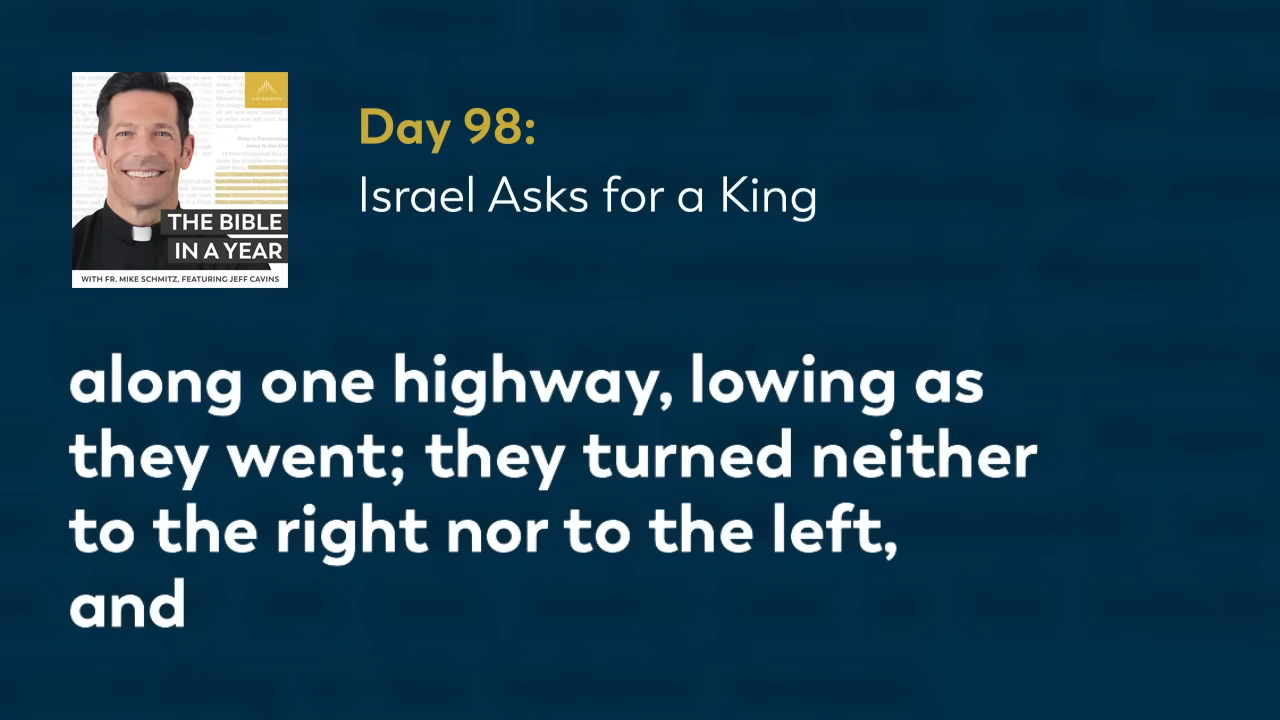 ASCENSION
THE BIBLE
IN A YEAR
WITH FR. MIKE SCHMITZ, FEATURING JEFF CAVINS
Day 98:
Israel Asks for a King
along one highway, lowing as
they went; they turned neither
to the right nor to the left,
and